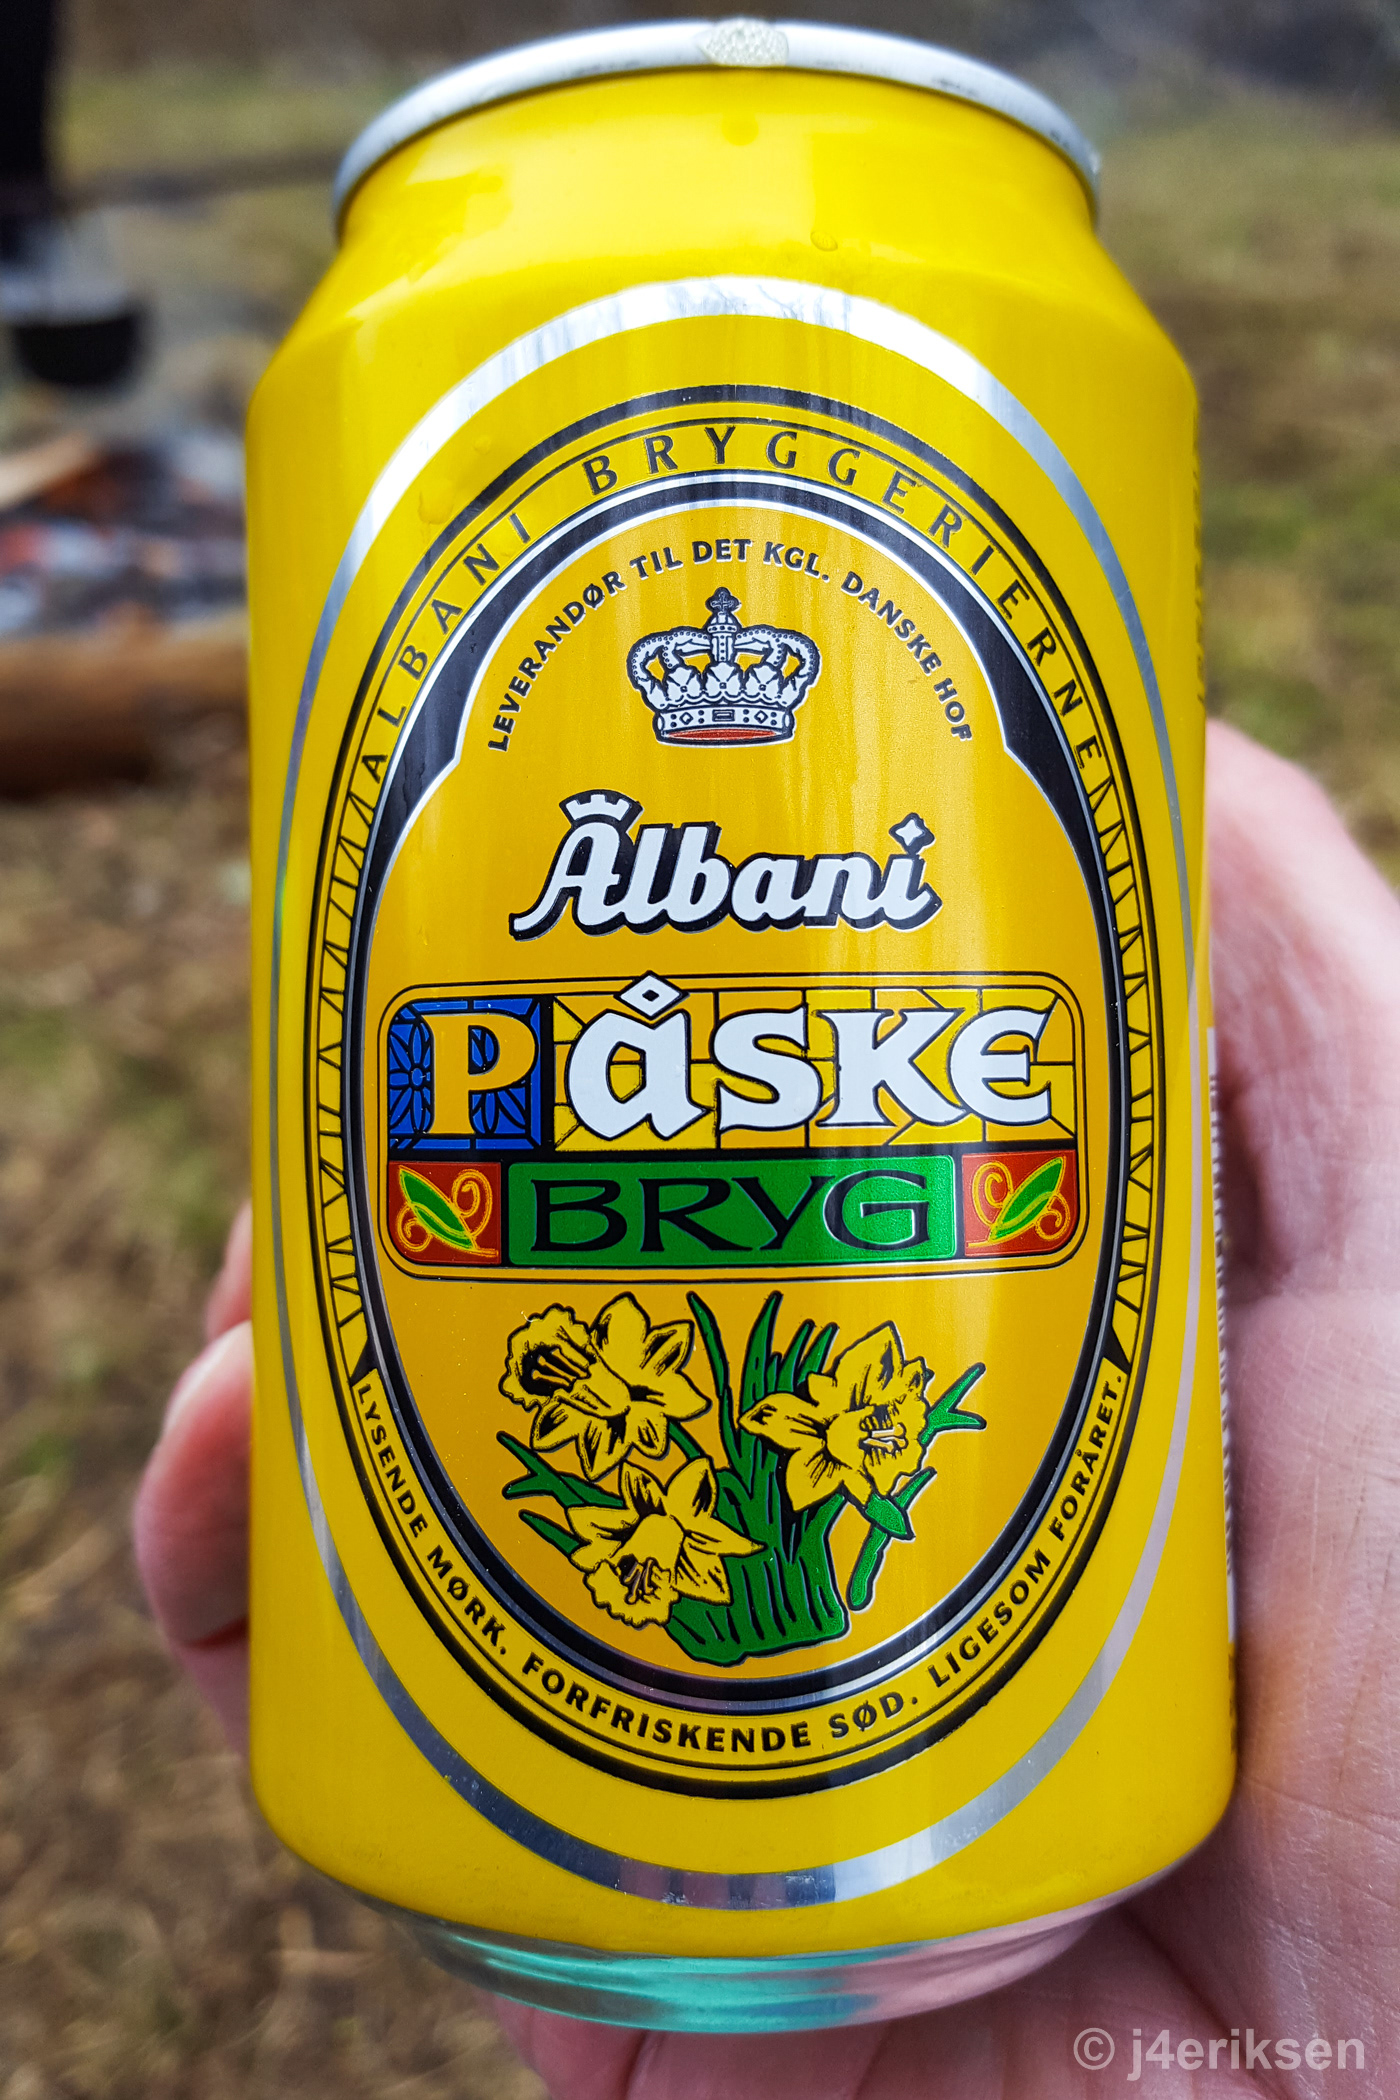 ALBANI BRYGGERIERNE
LEVERANDØR TIL DET KGL. DANSKE HOF
Albani
PÅSKE
BRYG
LYSENDE MØRK. FORFRISKENDE SØD. LIGESOM FORÅRET.
© j4eriksen